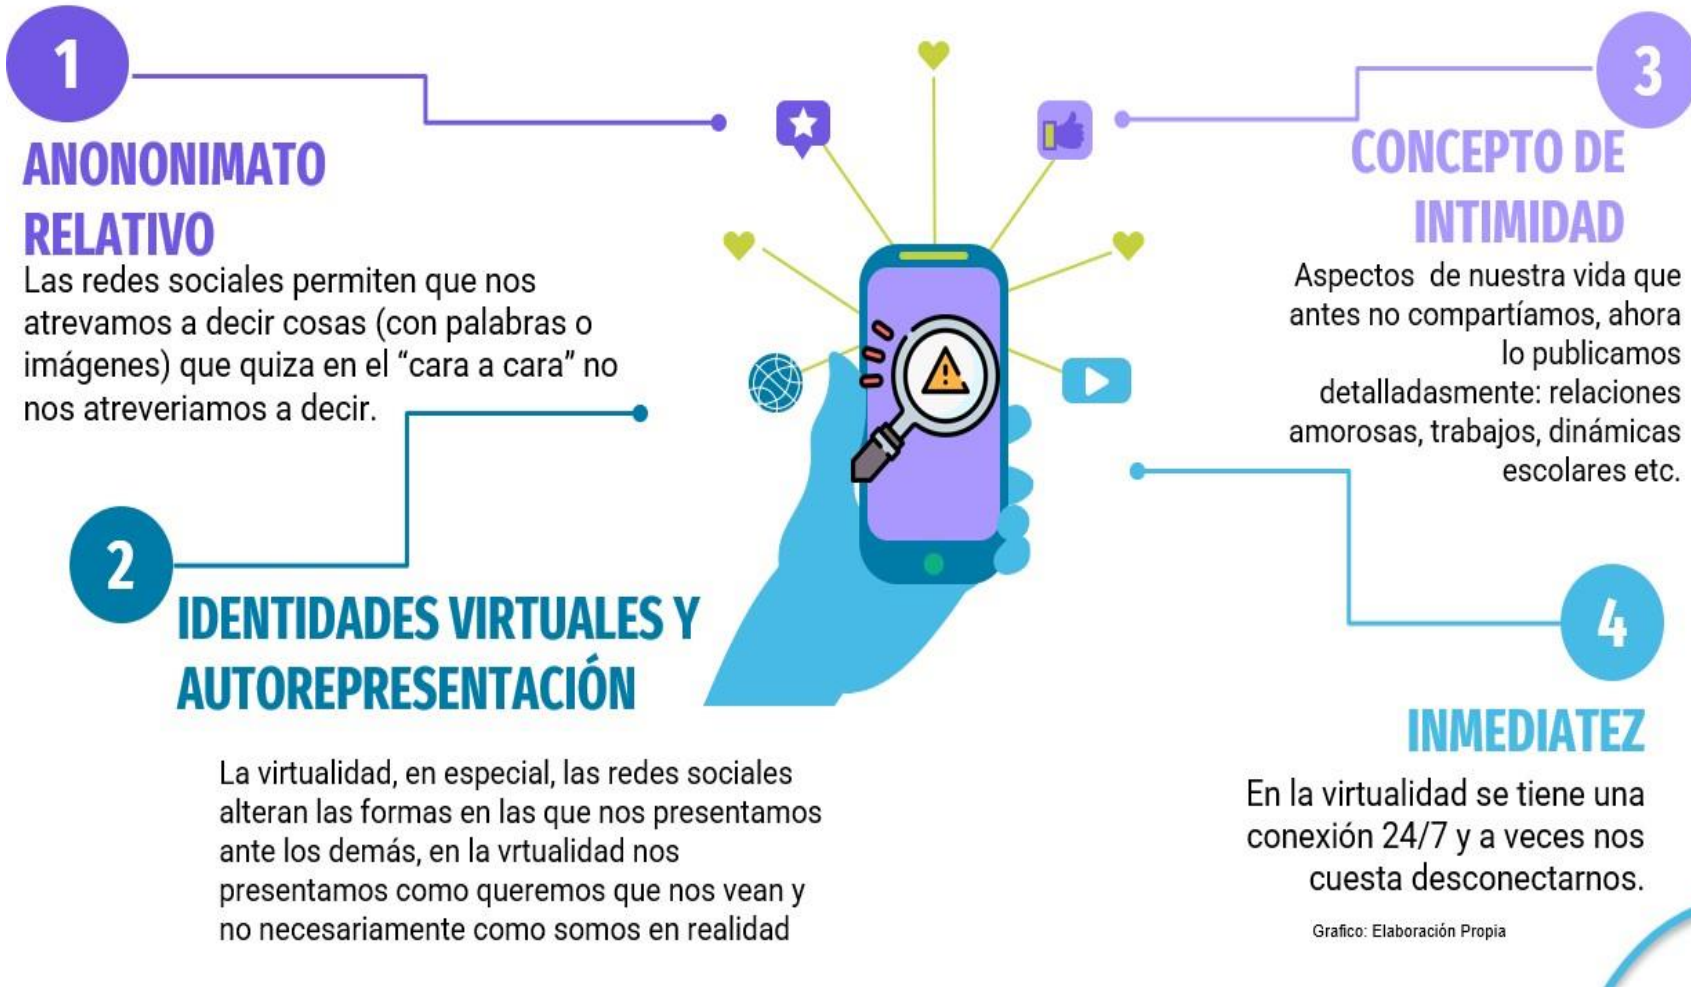 1
ANONONIMATO
RELATIVO
Las redes sociales permiten que nos
atrevamos a decir cosas (con palabras o
imágenes) que quiza en el “cara a cara” no
nos atreveriamos a decir.
2
IDENTIDADES VIRTUALES Y
AUTOREPRESENTACIÓN
La virtualidad, en especial, las redes sociales
alteran las formas en las que nos presentamos
ante los demás, en la vrtualidad nos
presentamos como queremos que nos vean y
no necesariamente como somos en realidad
3
CONCEPTO DE
INTIMIDAD
Aspectos de nuestra vida que
antes no compartíamos, ahora
lo publicamos
detalladasmente: relaciones
amorosas, trabajos, dinámicas
escolares etc.
4
INMEDIATEZ
En la virtualidad se tiene una
conexión 24/7 y a veces nos
cuesta desconectarnos.
Grafico: Elaboración Propia